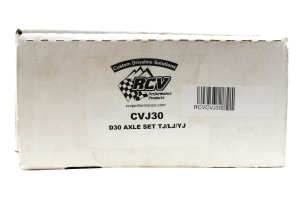 Custom Driveline Solutions
RCV
Performance
Products
rcvperformance.com
CVJ30
D30 AXLE SET TJ/LJ/YJ
RCVCVJ30